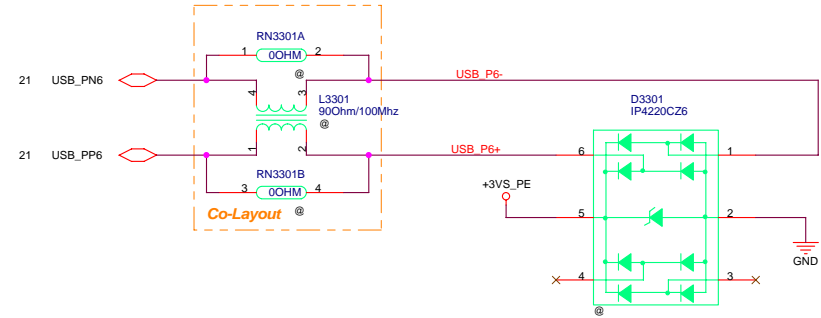 RN3301A
1 0OHM 2
@
21 USB_PN6
USB_P6-
4 3
L3301
90Ohm/100Mhz
@
D3301
IP4220CZ6
1 2
21 USB_PP6
USB_P6+
6 1
RN3301B
3 0OHM 4
@
Co-Layout
+3VS_PE
5 2
GND
4 3
@